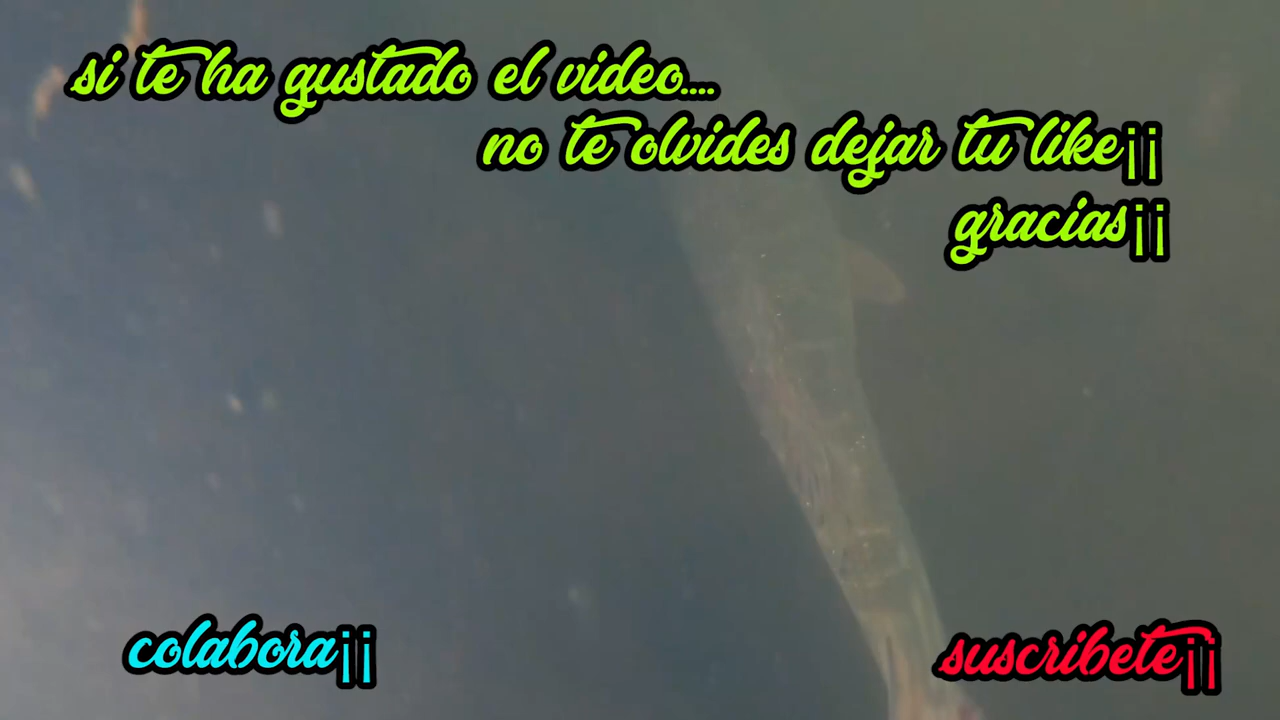 si te ha gustado el video....
no te olvides dejar tu like¡¡
gracias¡¡
colabora¡¡
suscribete¡¡